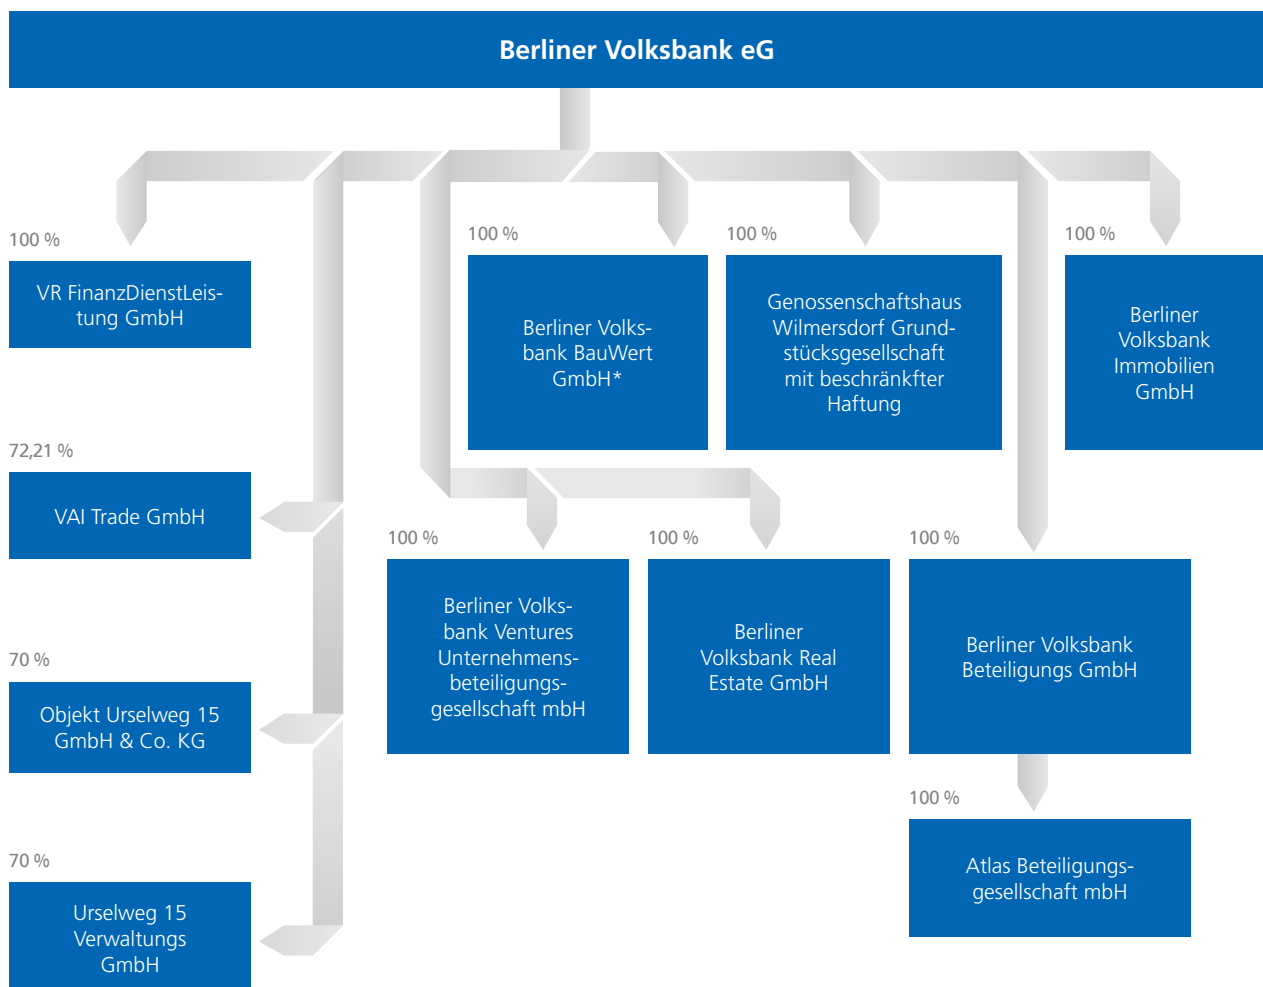 Berliner Volksbank eG
100 %
VR FinanzDienstLeis-
tung GmbH
100 %
Berliner Volks-
bank BauWert
GmbH*
100 %
Genossenschaftshaus
Wilmersdorf Grund-
stücksgesellschaft
mit beschränkfter
Haftung
100 %
Berliner
Volksbank
Immobilien
GmbH
72,21 %
VAI Trade GmbH
100 %
Berliner Volks-
bank Ventures
Unternehmens-
beteiligungs-
gesellschaft mbH
100 %
Berliner
Volksbank Real
Estate GmbH
100 %
Berliner Volksbank
Beteiligungs GmbH
70 %
Objekt Urselweg 15
GmbH & Co. KG
100 %
Atlas Beteiligungs-
gesellschaft mbH
70 %
Urselweg 15
Verwaltungs
GmbH